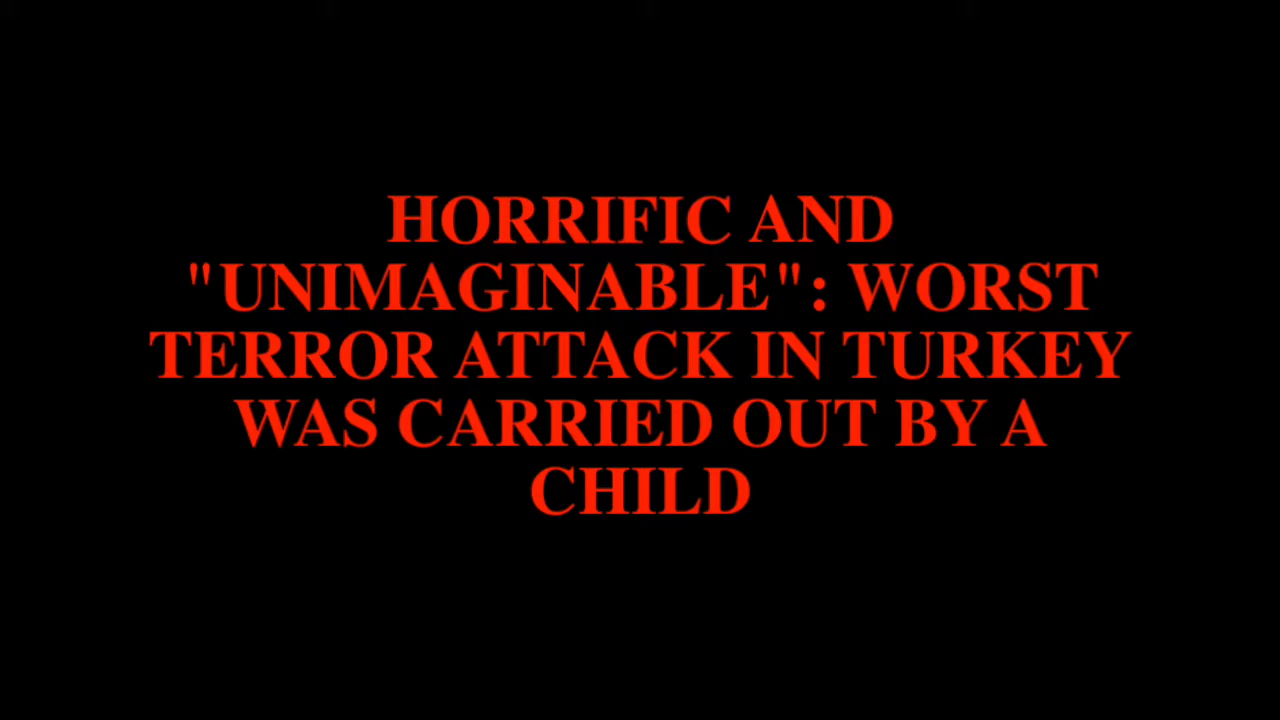 HORRIFIC AND
"UNIMAGINABLE": WORST
TERROR ATTACK IN TURKEY
WAS CARRIED OUT BY A
CHILD